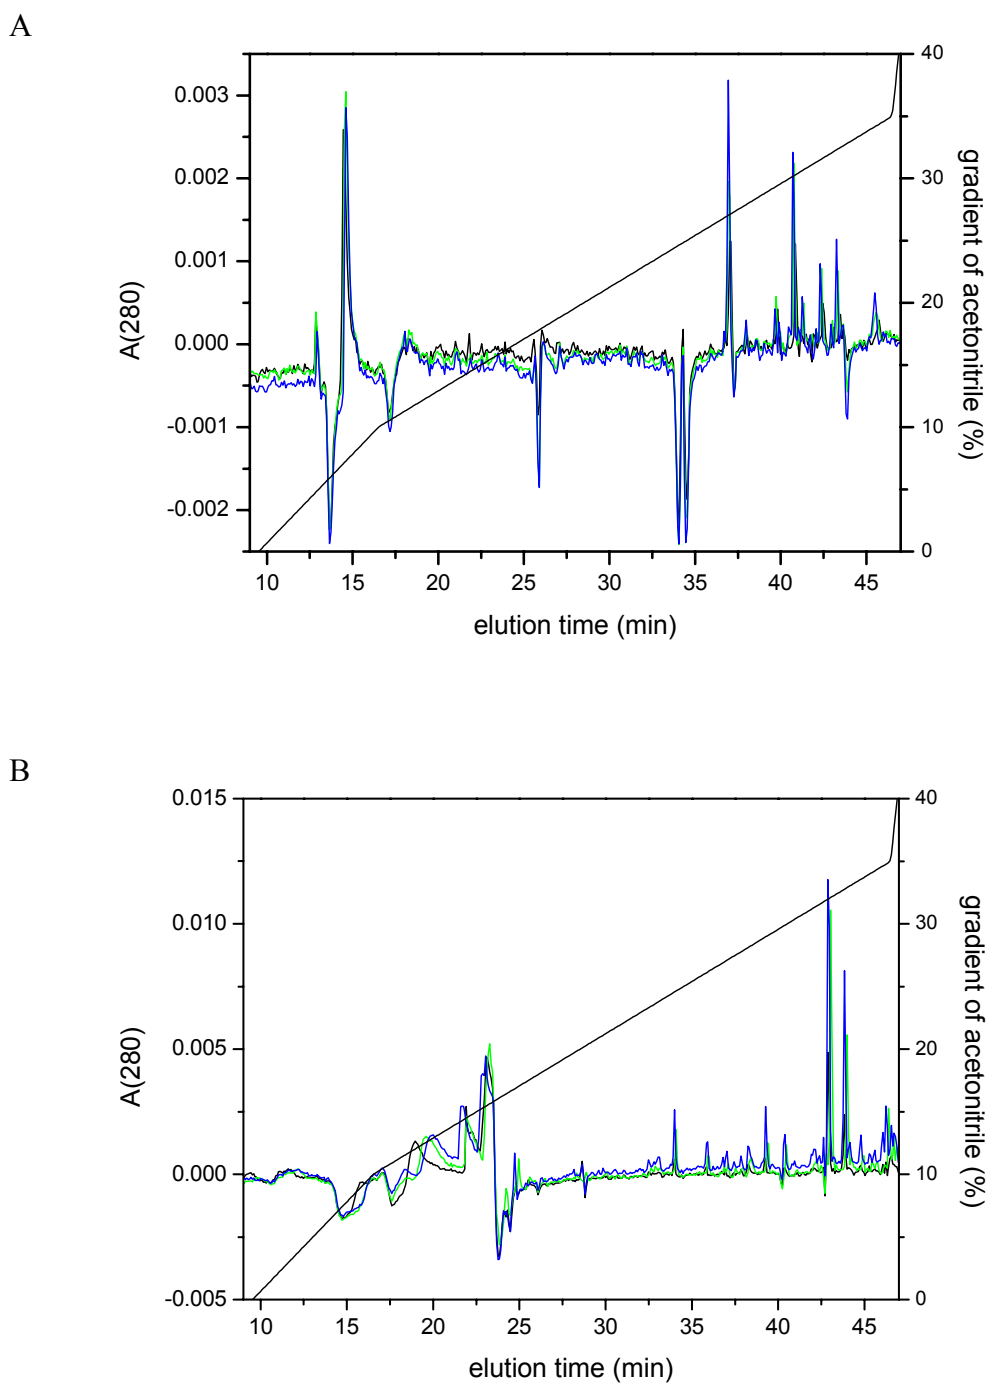 A
0.003
0.002
0.001
0.000
-0.001
-0.002
A(280)
40
30
20
10
0
gradient of acetonitrile (%)
10 15 20 25 30 35 40 45
elution time (min)
B
0.015
0.010
0.005
0.000
-0.005
A(280)
40
30
20
10
0
gradient of acetonitrile (%)
10 15 20 25 30 35 40 45
elution time (min)